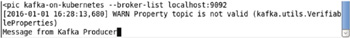 <pic kafka-on-kubernetes --broker-list localhost:9092
[2016-01-01 16:28:13,680] WARN Property topic is not valid (kafka.utils.Verifiab
leProperties)
Message from Kafka Producer